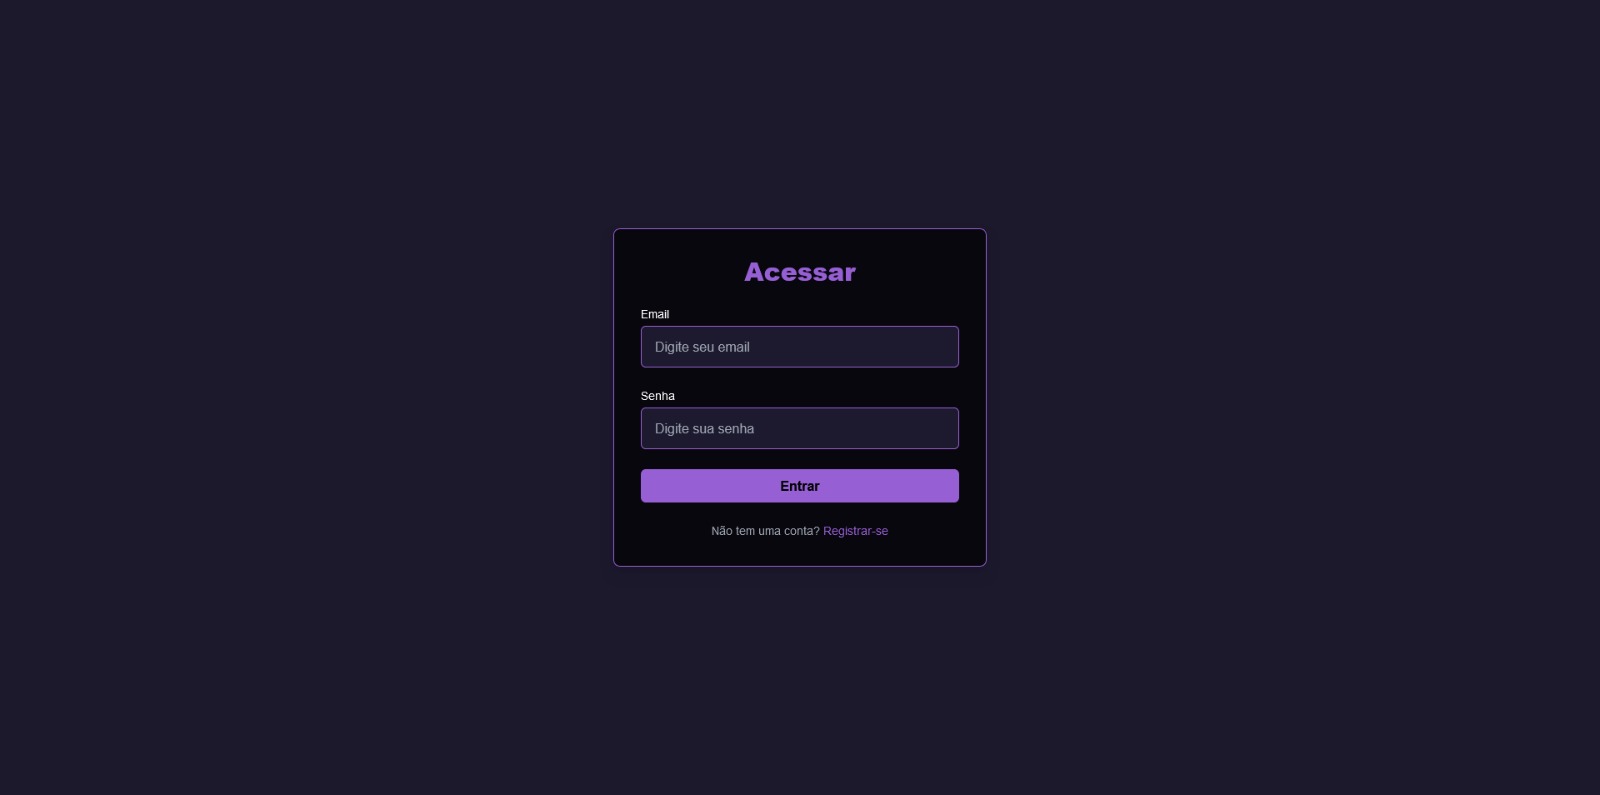 Acessar
Email
Digite seu email
Senha
Digite sua senha
Entrar
Não tem uma conta? Registrar-se